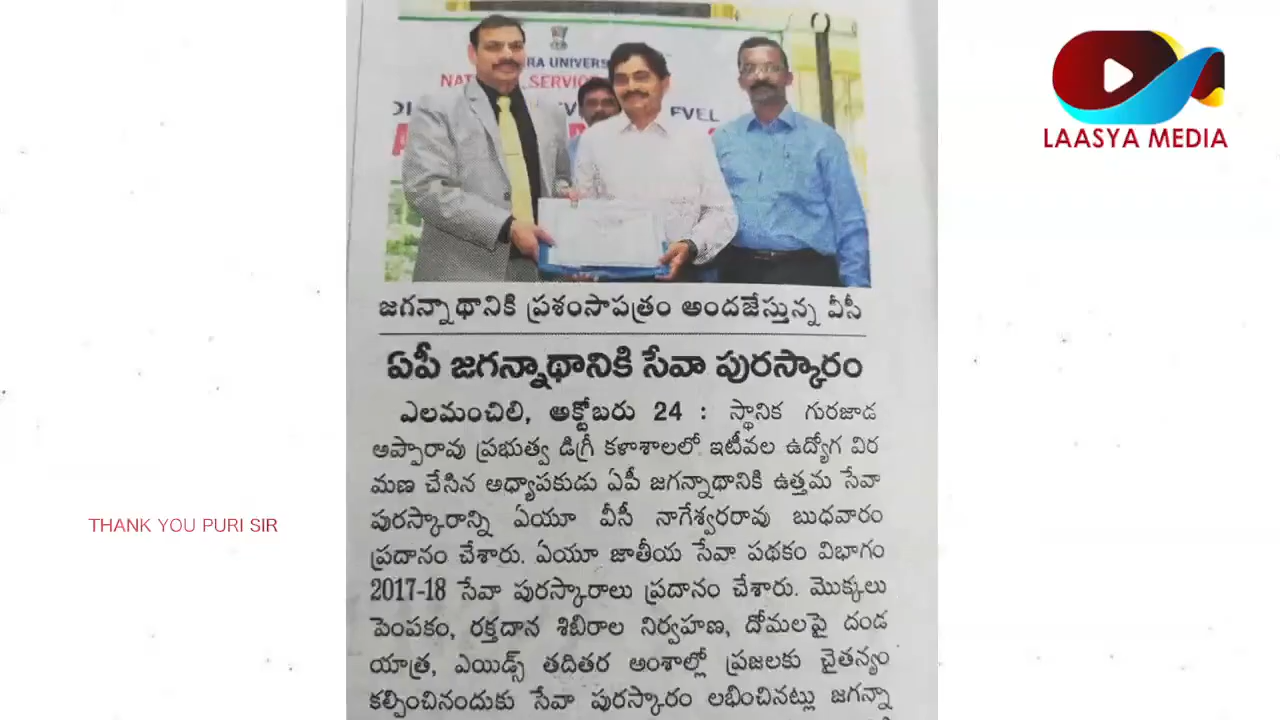 LAASYA MEDIA
UNIVERS
SERVIC
జగన్నాథానికి ప్రశంసాపత్రం అందజేస్తున్న వీసీ
ఏపీ జగన్నాథానికి సేవా పురస్కారం
ఎలమంచిలి, అక్టోబరు 24 : స్థానిక గురజాడ
అప్పారావు ప్రభుత్వ డిగ్రీ కళాశాలలో ఇటీవల ఉద్యోగ విర
మణ చేసిన అధ్యాపకుడు ఏపీ జగన్నాథానికి ఉత్తమ సేవా
పురస్కారాన్ని ఏయూ వీసీ నాగేశ్వరరావు బుధవారం
ప్రదానం చేశారు. ఏయూ జాతీయ సేవా పథకం విభాగం
2017-18 సేవా పురస్కారాలు ప్రదానం చేశారు. మొక్కలు
పెంపకం, రక్తదాన శిబిరాల నిర్వహణ, దోమలపై దండ
యాత్ర, ఎయిడ్స్ తదితర అంశాల్లో ప్రజలకు చైతన్యం
కల్పించినందుకు సేవా పురస్కారం లభించినట్లు జగన్నా
THANK YOU PURI SIR